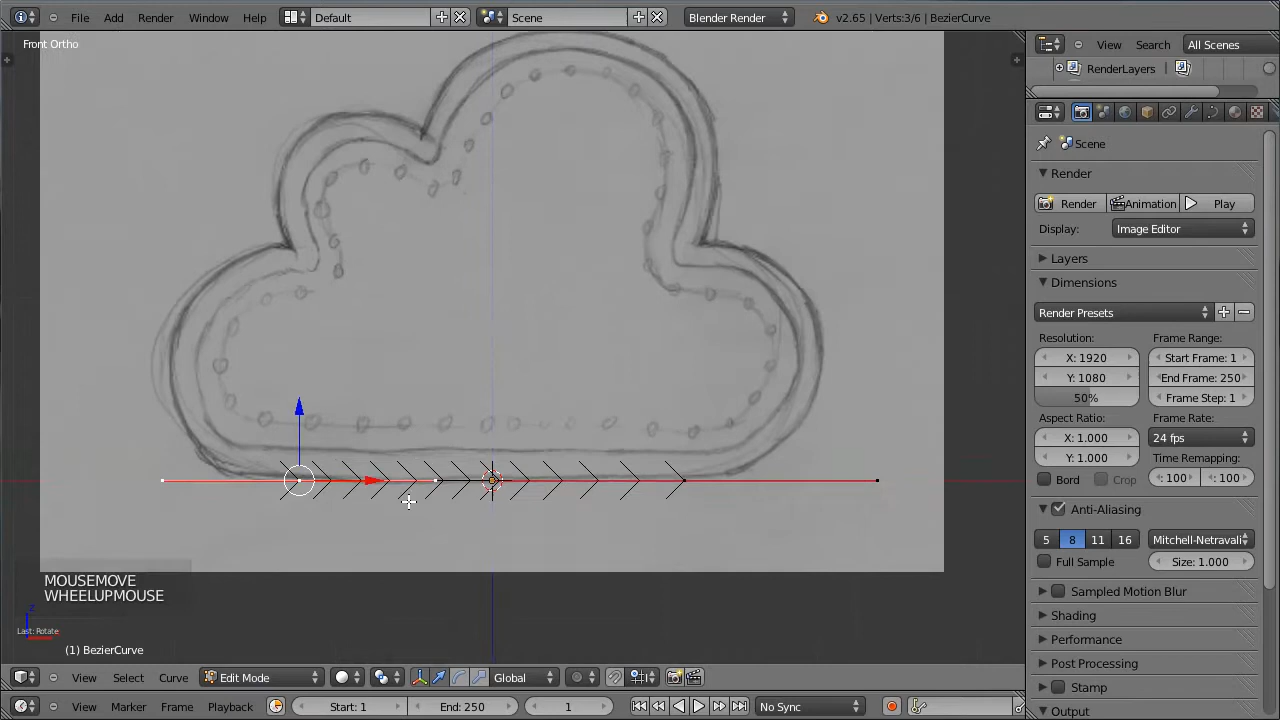 File Add Render Window Help Default Scene Blender Render v2.65 | Verts:3/6 | BezierCurve
Front Ortho
View Search All Scenes
RenderLayers
Scene
Render
Render Animation Play
Display: Image Editor
Layers
Dimensions
Render Presets
Resolution: Frame Range:
X: 1920 Start Frame: 1
Y: 1080 End Frame: 250
50% Frame Step: 1
Aspect Ratio: Frame Rate:
X: 1.000 24 fps
Y: 1.000 Time Remapping:
Bord Crop : 100 : 100
Anti-Aliasing
5 8 11 16 Mitchell-Netravali
Full Sample Size: 1.000
Sampled Motion Blur
Shading
Performance
Post Processing
Stamp
Output
MOUSEMOVE
WHEELUPMOUSE
z
Last: Rotate
(1) BezierCurve
View Select Curve Edit Mode Global
View Marker Frame Playback Start: 1 End: 250 1 No Sync